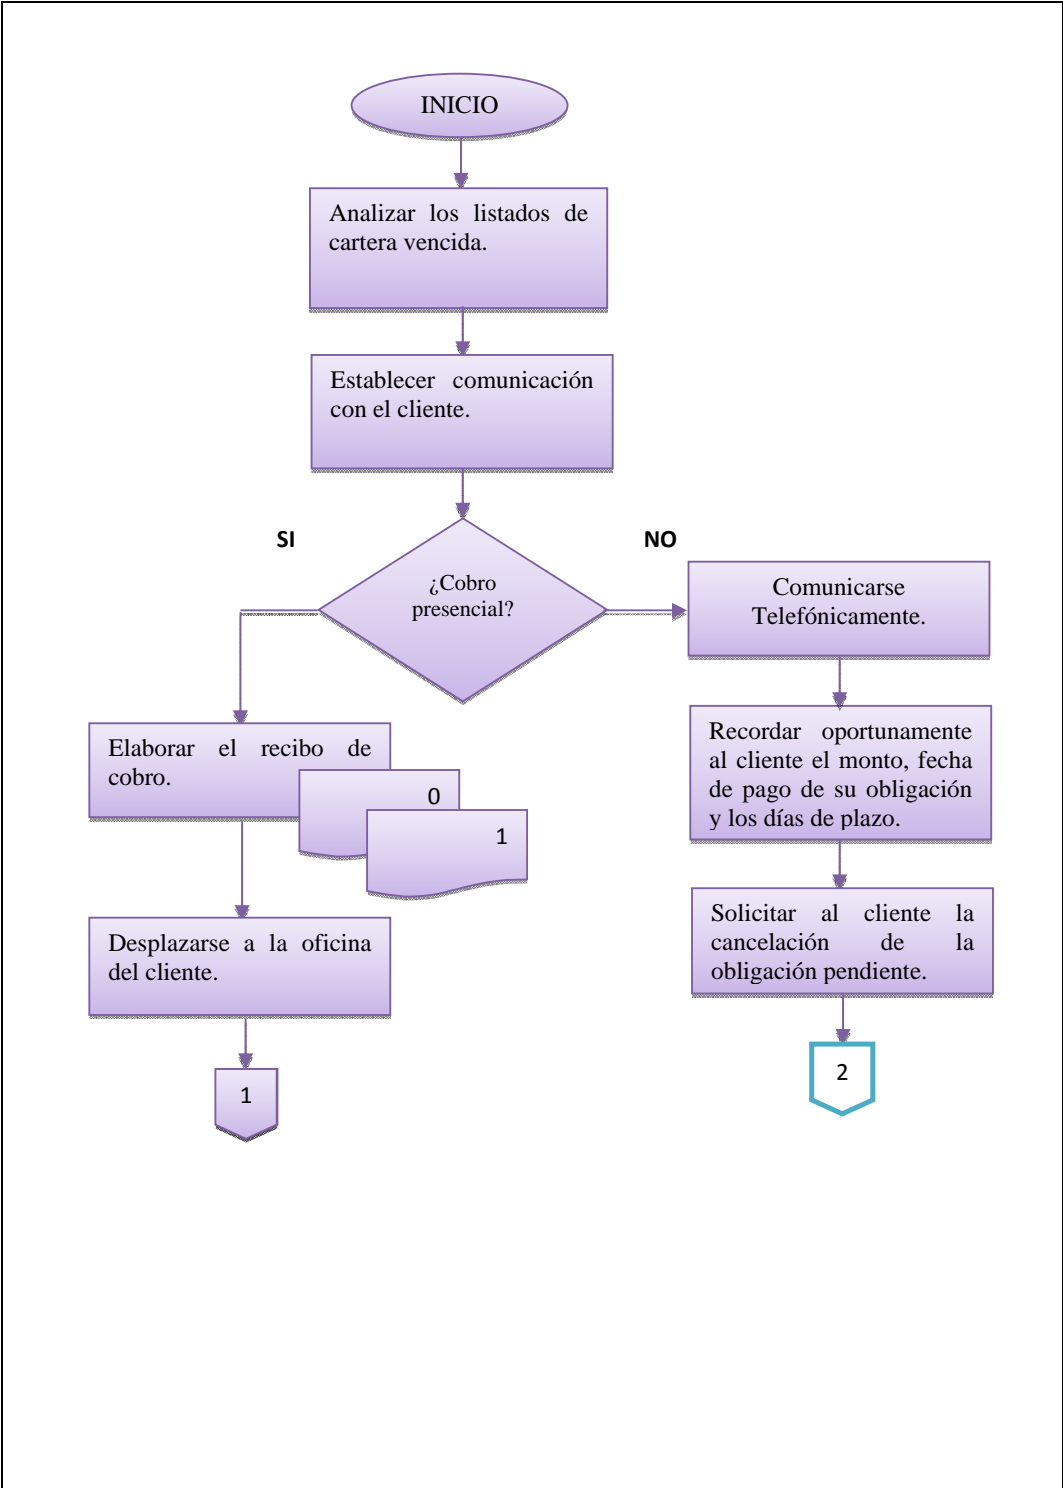 INICIO
Analizar los listados de
cartera vencida.
Establecer comunicación
con el cliente.
SI
NO
¿Cobro
presencial?
Comunicarse
Telefónicamente.
Elaborar el recibo de
cobro.
0
1
Recordar oportunamente
al cliente el monto, fecha
de pago de su obligación
y los días de plazo.
Desplazarse a la oficina
del cliente.
Solicitar al cliente la
cancelación de la
obligación pendiente.
1
2